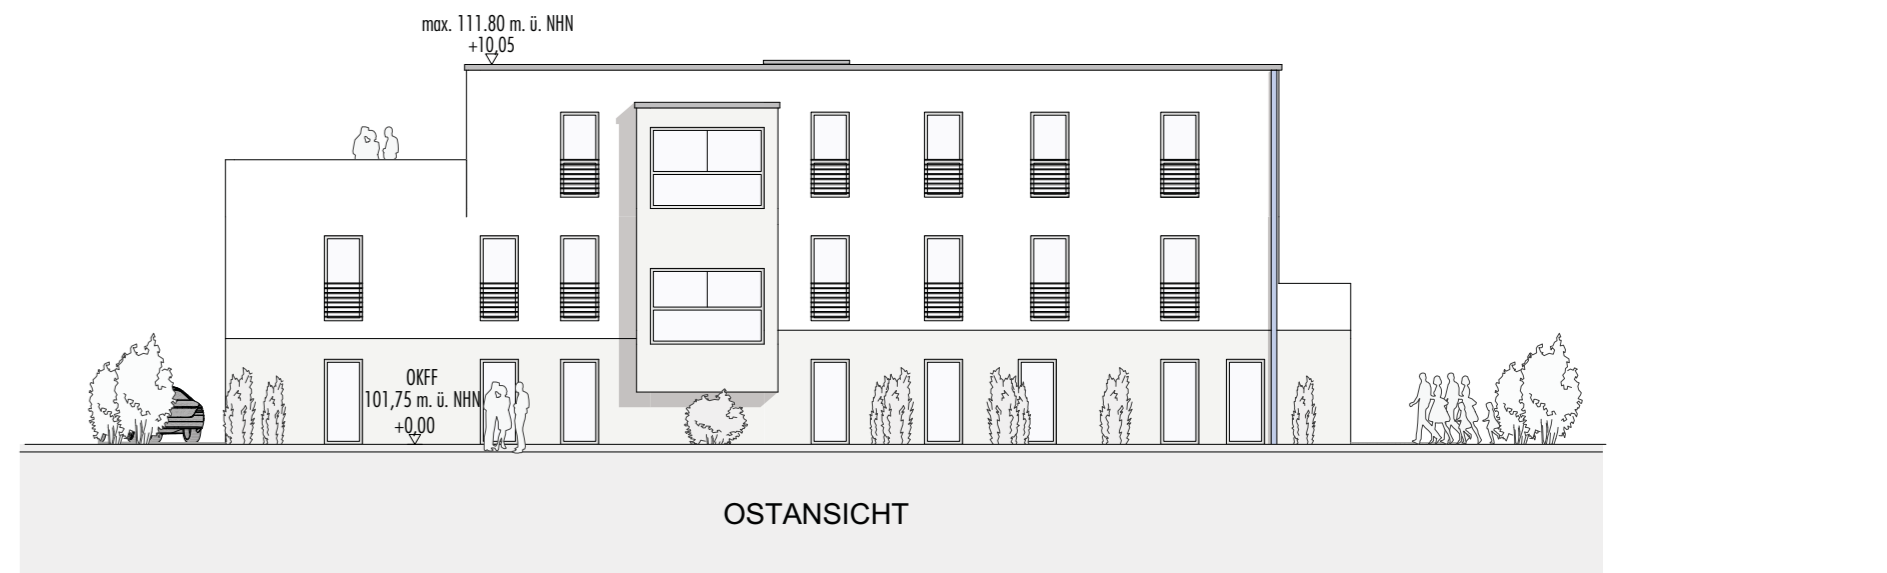 max. 111.80 m. ü. NHN
+10,05
OKFF
101,75 m. ü. NHN
+0,00
OSTANSICHT